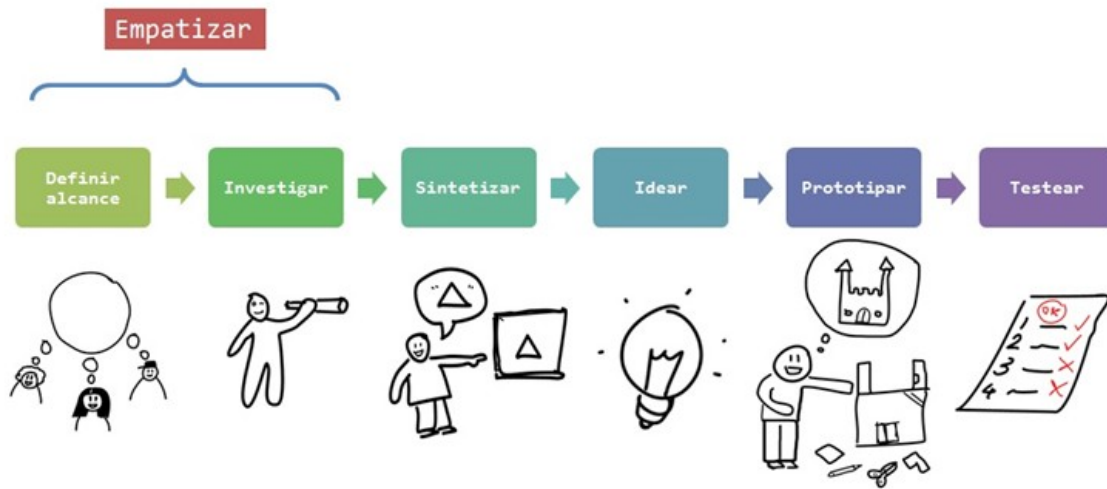 Empatizar
Definir
alcance
Investigar
Sintetizar
Idear
Prototipar
Testear
OK
1
2
3
4